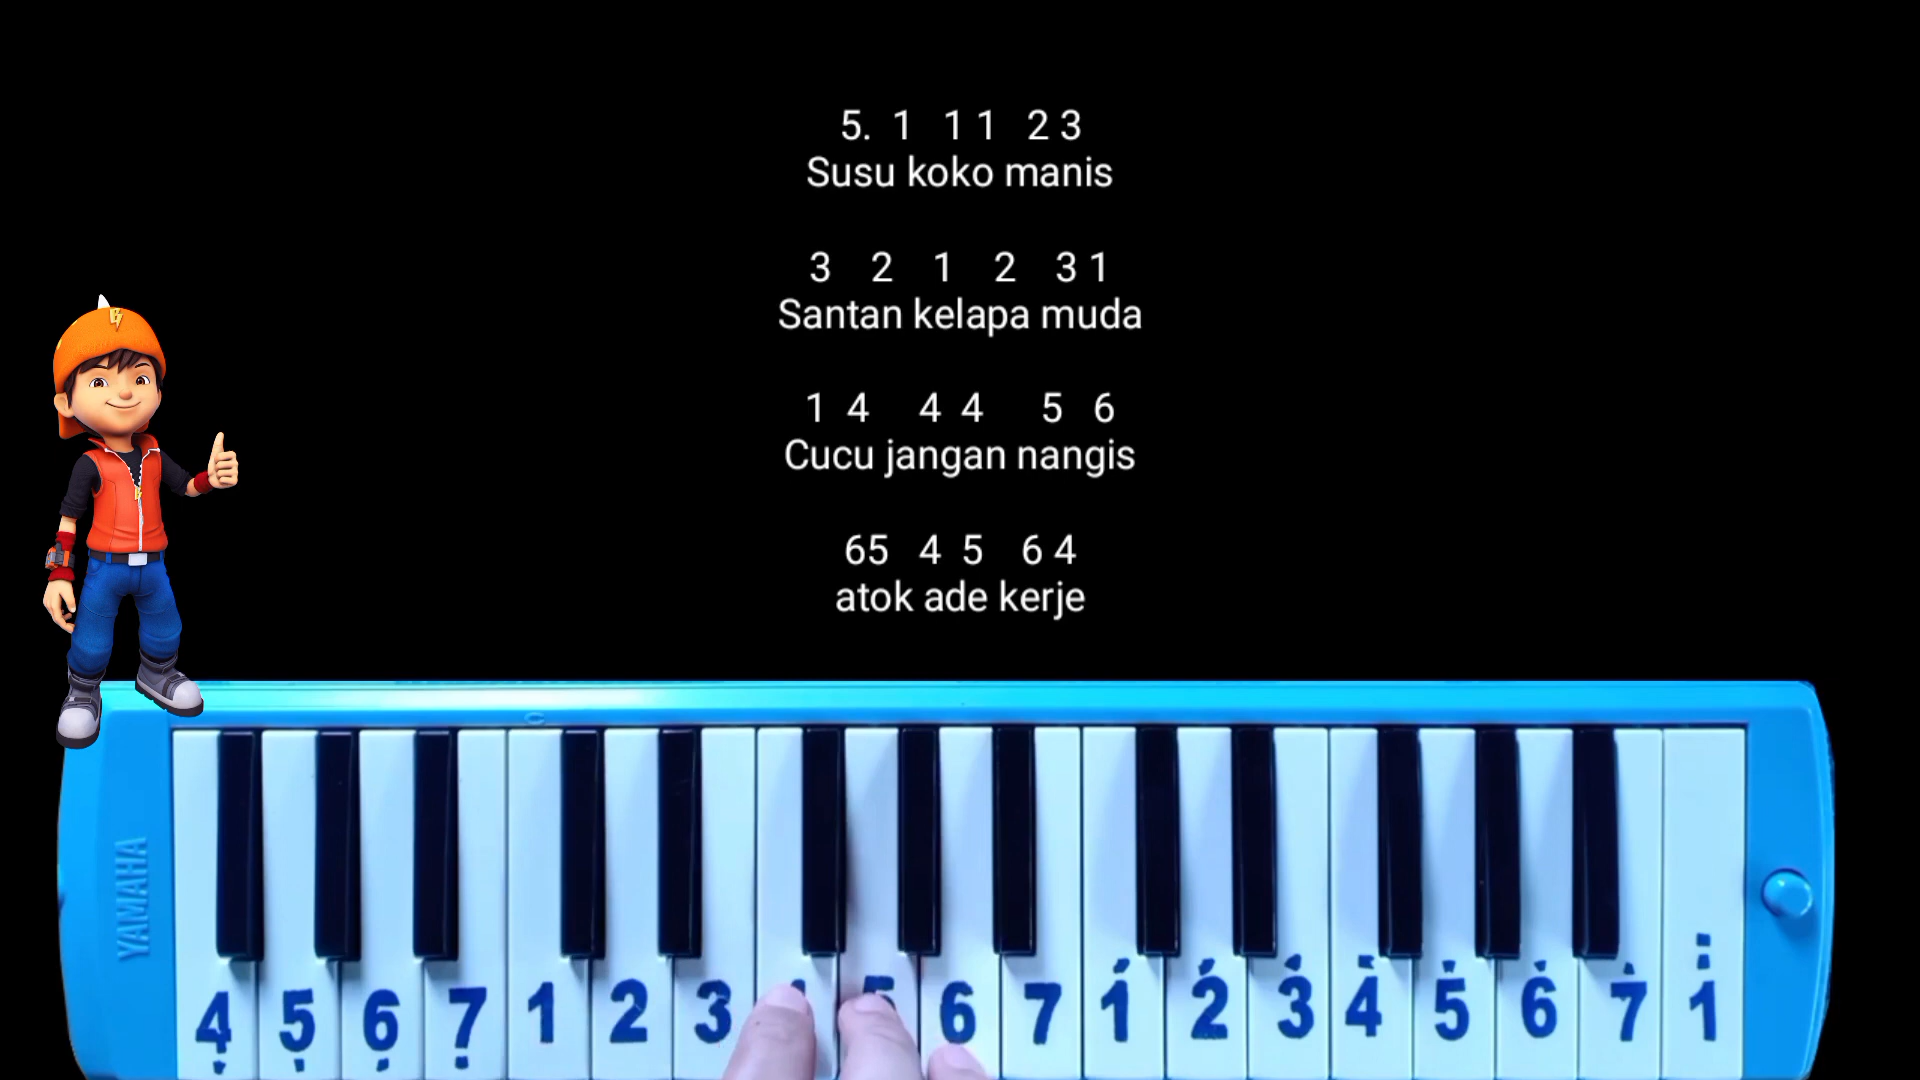 5. 1 1 1 2 3
Susu koko manis
3 2 1 2 3 1
Santan kelapa muda
1 4 4 4 5 6
Cucu jangan nangis
65 4 5 6 4
atok ade kerje
YAMAHA
4 5 6 7 1 2 3 4 5 6 7 1 2 3 4 5 6 7 1